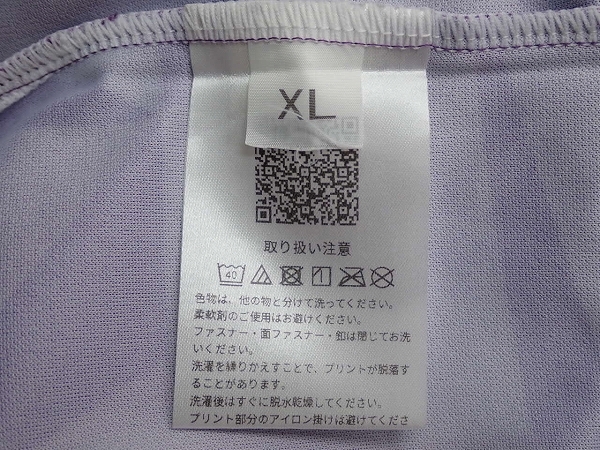 XL
取り扱い注意
40
色物は、他の物と分けて洗ってください。
柔軟剤のご使用はお避けください。
ファスナー・面ファスナー・釦は閉じてお洗
いください。
洗濯を繰りかえすことで、プリントが脱落す
ることがあります。
洗濯後はすぐに脱水乾燥してください。
プリント部分のアイロン掛けは避けてくださ